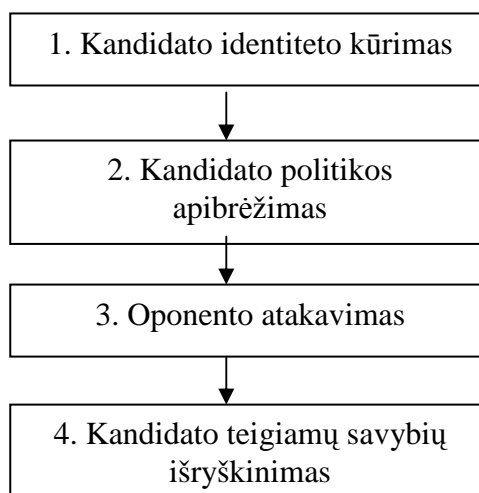 1. Kandidato identiteto kūrimas
2. Kandidato politikos
apibrėžimas
3. Oponento atakavimas
4. Kandidato teigiamų savybių
išryškinimas